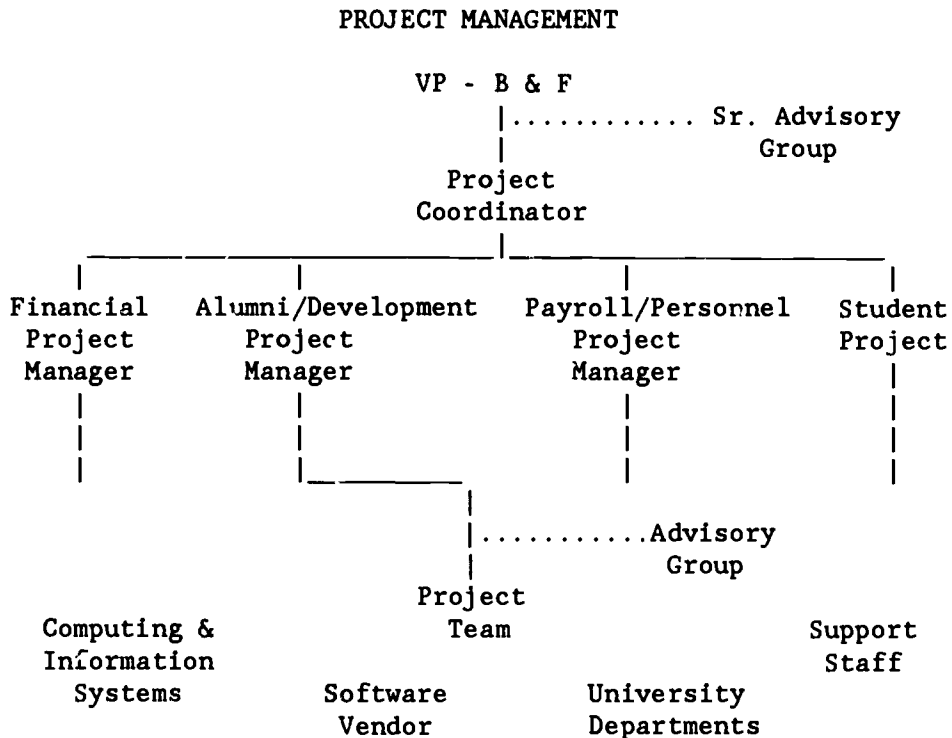 PROJECT MANAGEMENT
VP - B & F
Sr. Advisory
Group
Project
Coordinator
Financial
Project
Manager
Alumni/Development
Project
Manager
Payroll/Personnel
Project
Manager
Student
Project
Advisory
Group
Project
Team
Computing &
Information
Systems
Software
Vendor
University
Departments
Support
Staff